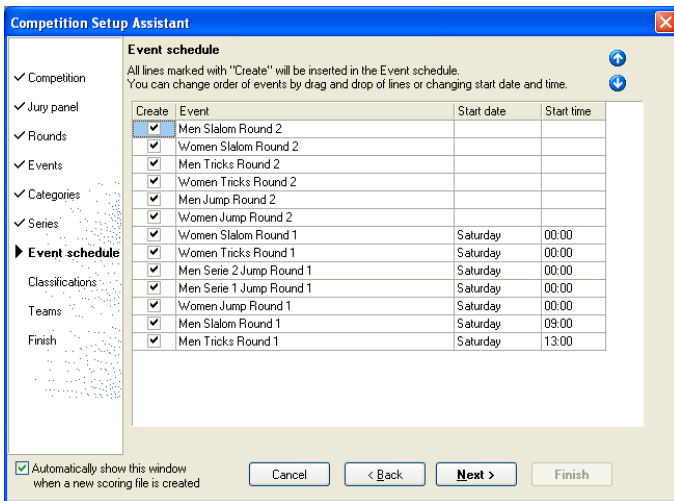 Competition Setup Assistant
Competition
Jury panel
Rounds
Events
Categories
Series
Event schedule
Classifications
Teams
Finish
Event schedule
All lines marked with "Create" will be inserted in the Event schedule.
You can change order of events by drag and drop of lines or changing start date and time.
Create Event Start date Start time
Men Slalom Round 2
Women Slalom Round 2
Men Tricks Round 2
Women Tricks Round 2
Men Jump Round 2
Women Jump Round 2
Women Slalom Round 1 Saturday 00:00
Women Tricks Round 1 Saturday 00:00
Men Serie 2 Jump Round 1 Saturday 00:00
Men Serie 1 Jump Round 1 Saturday 00:00
Women Jump Round 1 Saturday 00:00
Men Slalom Round 1 Saturday 09:00
Men Tricks Round 1 Saturday 13:00
Automatically show this window
when a new scoring file is created
Cancel < Back Next > Finish